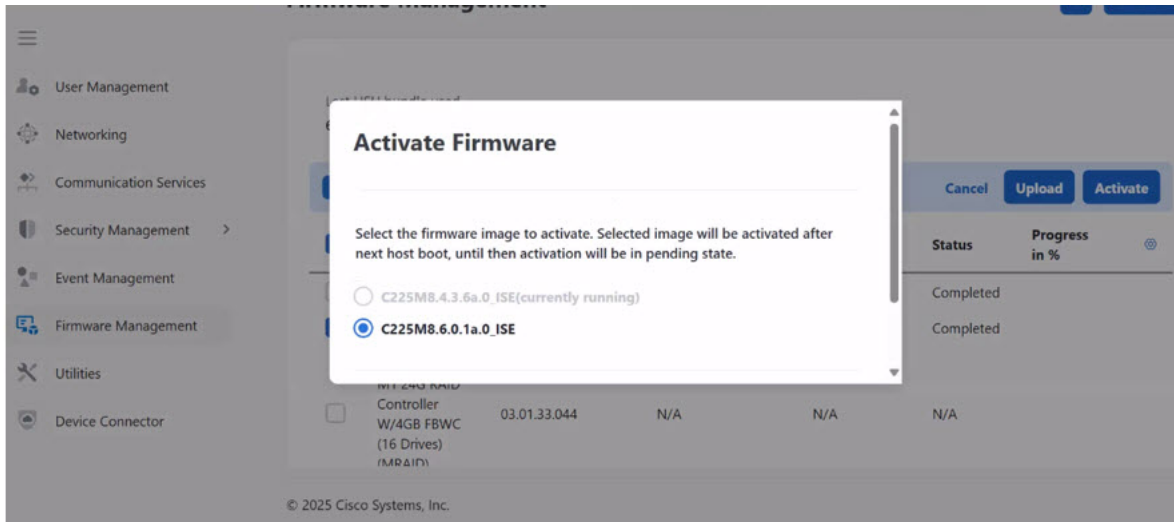 Firmware Management
User Management
Networking
Communication Services
Security Management
Event Management
Firmware Management
Utilities
Device Connector
Activate Firmware
Select the firmware image to activate. Selected image will be activated after
next host boot, until then activation will be in pending state.
C225M8.4.3.6a.0_ISE(currently running)
C225M8.6.0.1a.0_ISE
Cancel
Upload
Activate
Status
Progress
in %
Completed
Completed
Controller
W/4GB FBWC
(16 Drives)
(MRAID)
03.01.33.044
N/A
N/A
N/A
© 2025 Cisco Systems, Inc.